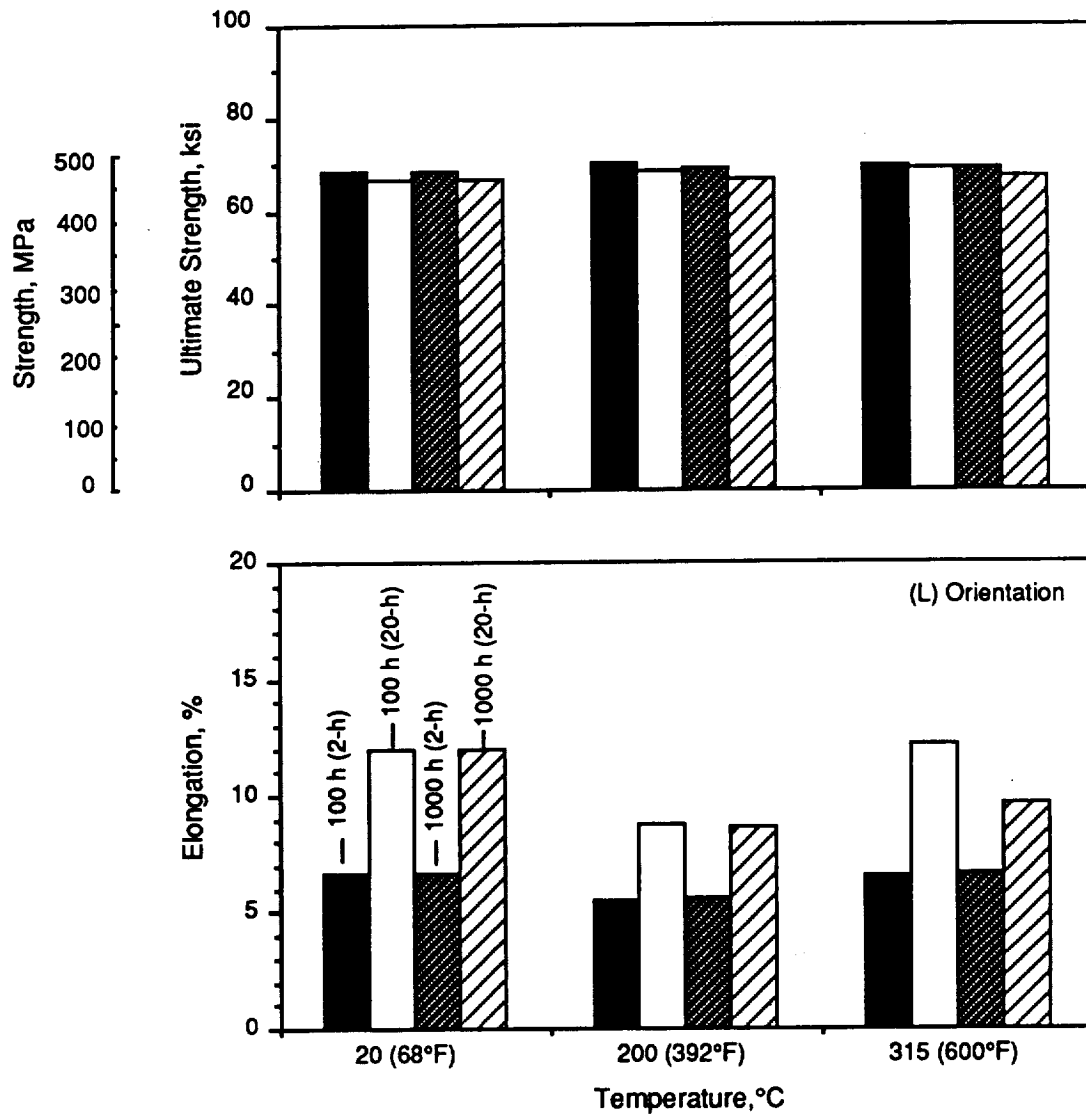 100
80
60
40
20
0
Ultimate Strength, ksi
500
400
300
200
100
0
Strength, MPa
20
15
10
5
0
Elongation, %
(L) Orientation
100 h (2-h)
100 h (20-h)
1000 h (2-h)
1000 h (20-h)
20 (68°F)
200 (392°F)
315 (600°F)
Temperature,°C